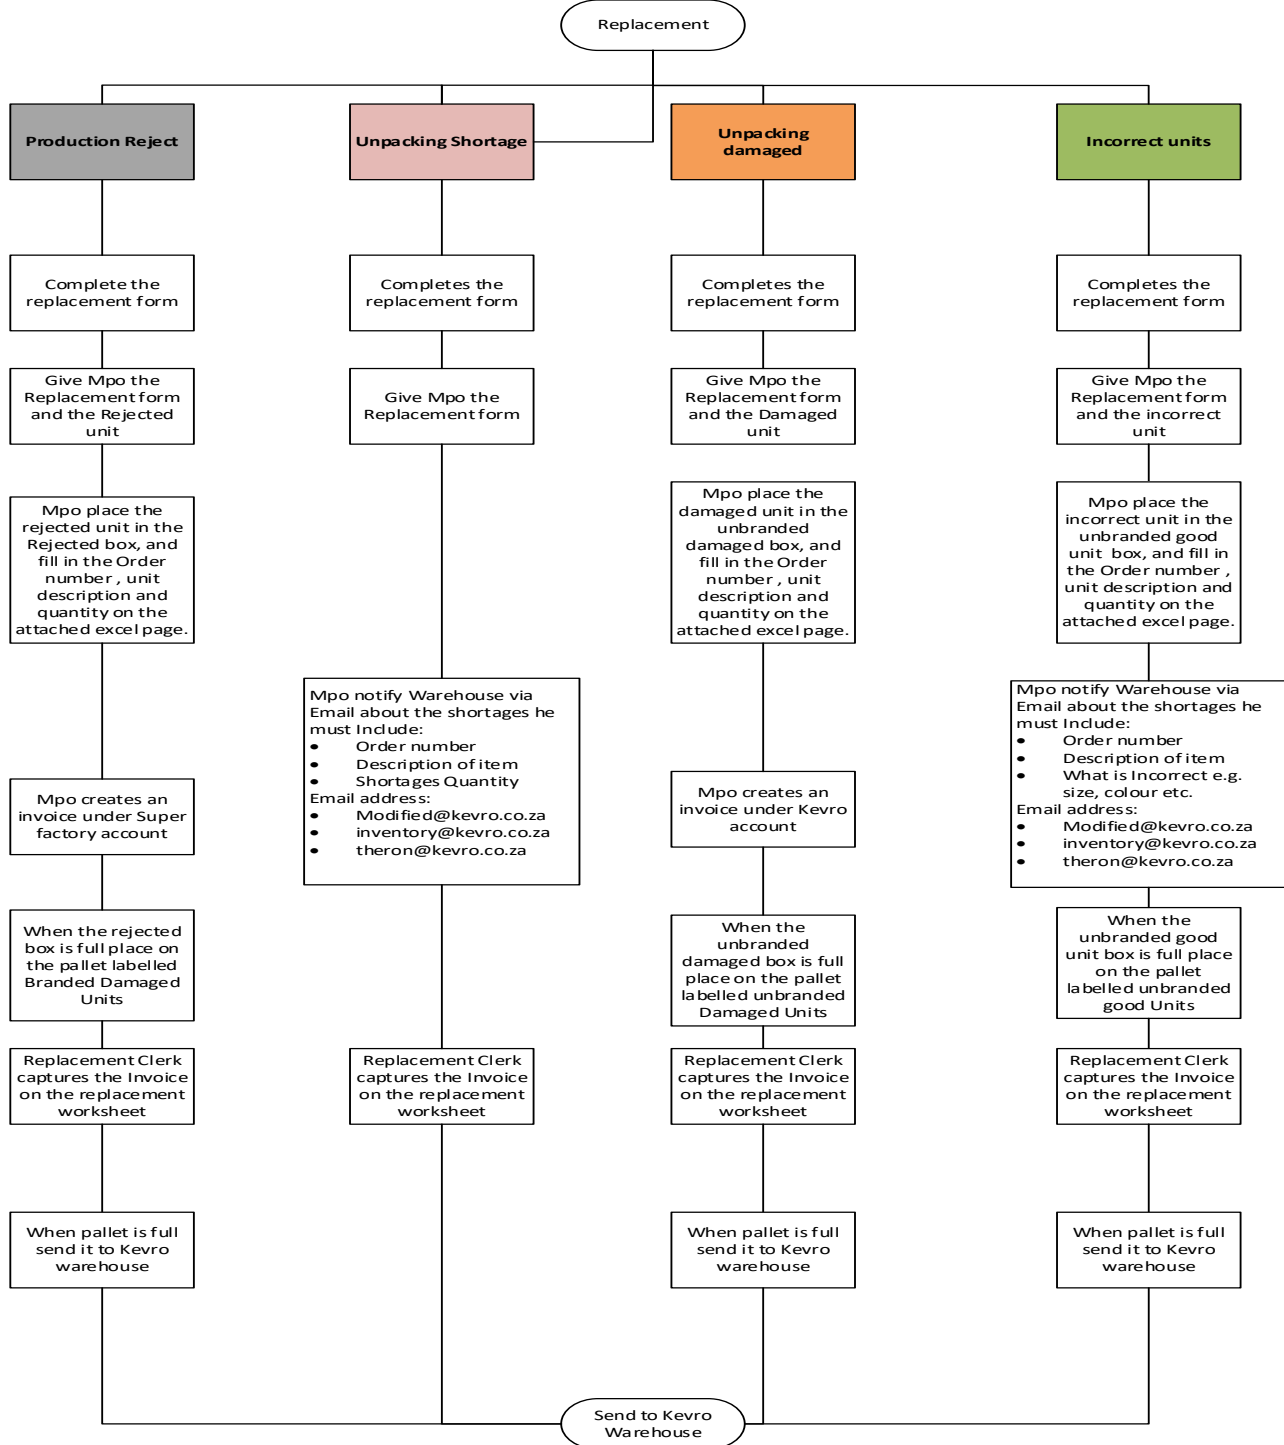 Replacement
Production Reject
Unpacking Shortage
Unpacking
damaged
Incorrect units
Complete the
replacement form
Completes the
replacement form
Completes the
replacement form
Completes the
replacement form
Give Mpo the
Replacement form
and the Rejected
unit
Give Mpo the
Replacement form
Give Mpo the
Replacement form
and the Damaged
unit
Give Mpo the
Replacement form
and the incorrect
unit
Mpo place the
rejected unit in the
Rejected box, and
fill in the Order
number , unit
description and
quantity on the
attached excel page.
Mpo place the
damaged unit in the
unbranded
damaged box, and
fill in the Order
number , unit
description and
quantity on the
attached excel page.
Mpo place the
incorrect unit in the
unbranded good
unit box, and fill in
the Order number ,
unit description and
quantity on the
attached excel page.
Mpo notify Warehouse via
Email about the shortages he
must Include:
• Order number
• Description of item
• Shortages Quantity
Email address:
• Modified@kevro.co.za
• inventory@kevro.co.za
• theron@kevro.co.za
Mpo notify Warehouse via
Email about the shortages he
must Include:
• Order number
• Description of item
• What is Incorrect e.g.
size, colour etc.
Email address:
• Modified@kevro.co.za
• inventory@kevro.co.za
• theron@kevro.co.za
Mpo creates an
invoice under Super
factory account
Mpo creates an
invoice under Kevro
account
When the rejected
box is full place on
the pallet labelled
Branded Damaged
Units
When the
unbranded
damaged box is full
place on the pallet
labelled unbranded
Damaged Units
When the
unbranded good
unit box is full place
on the pallet
labelled unbranded
good Units
Replacement Clerk
captures the Invoice
on the replacement
worksheet
Replacement Clerk
captures the Invoice
on the replacement
worksheet
Replacement Clerk
captures the Invoice
on the replacement
worksheet
Replacement Clerk
captures the Invoice
on the replacement
worksheet
When pallet is full
send it to Kevro
warehouse
When pallet is full
send it to Kevro
warehouse
When pallet is full
send it to Kevro
warehouse
Send to Kevro
Warehouse